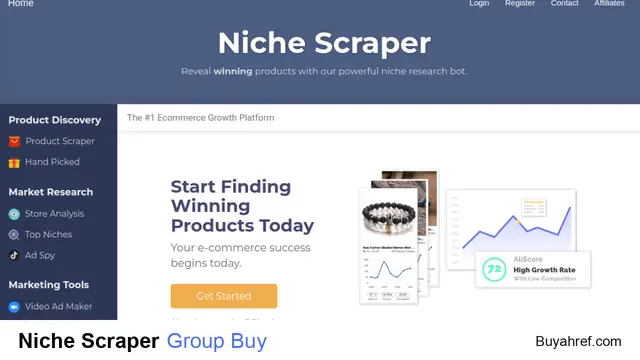 Home
Login
Register
Contact
Affiliates
Niche Scraper
Reveal winning products with our powerful niche research bot.
Product Discovery
Product Scraper
Hand Picked
Market Research
Store Analysis
Top Niches
Ad Spy
Marketing Tools
Video Ad Maker
The #1 Ecommerce Growth Platform
Start Finding
Winning
Products Today
Your e-commerce success
begins today.
Get Started
72
AliScore
High Growth Rate
With Low Competition
Niche Scraper Group Buy
Buyahref.com